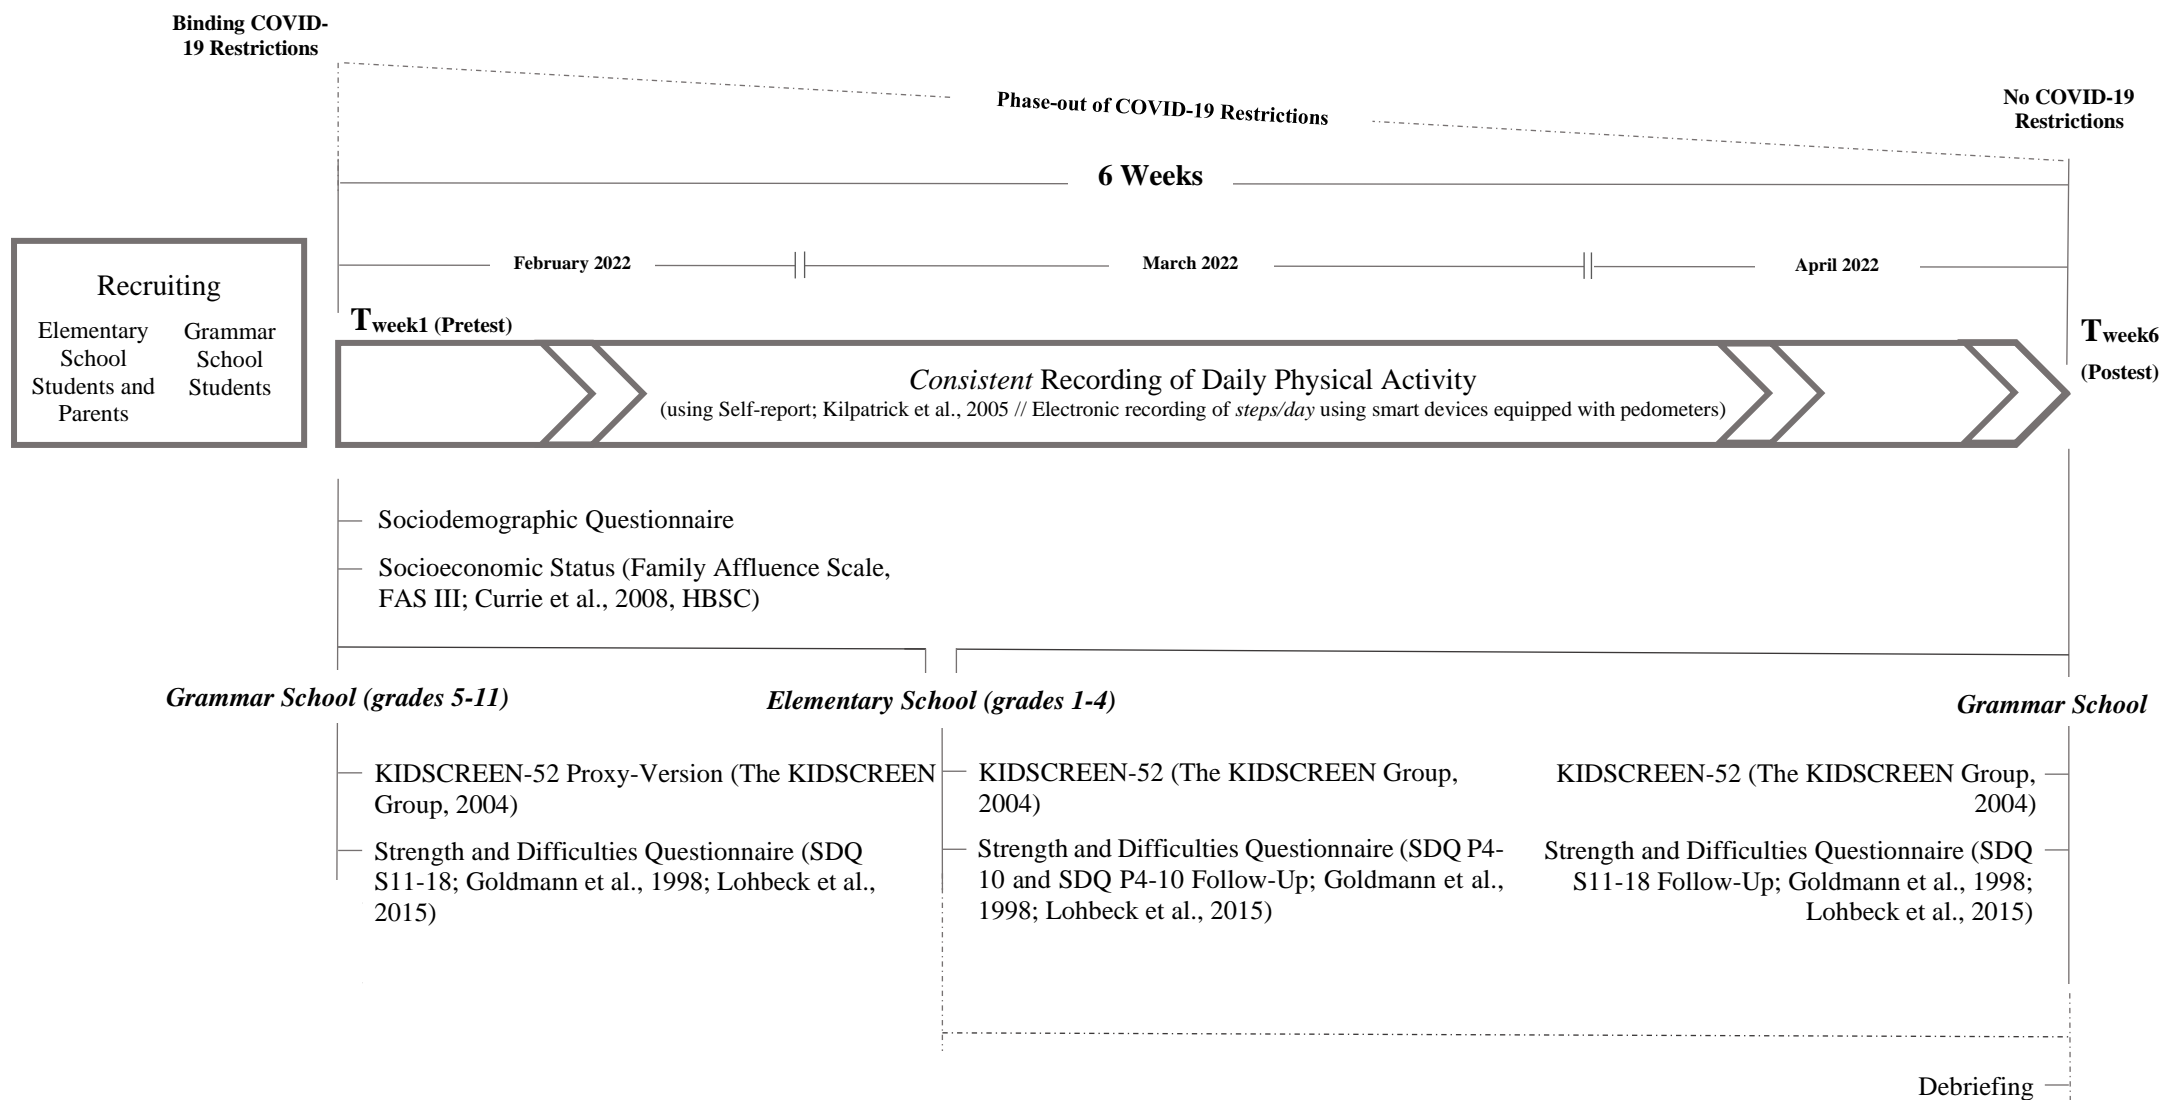 Binding COVID-
19 Restrictions
Phase-out of COVID-19 Restrictions
No COVID-19
Restrictions
6 Weeks
February 2022
March 2022
April 2022
Recruiting
Elementary
School
Students and
Parents
Grammar
School
Students
Tweek1 (Pretest)
Tweek6
(Postest)
Consistent Recording of Daily Physical Activity
(using Self-report; Kilpatrick et al., 2005 // Electronic recording of steps/day using smart devices equipped with pedometers)
Sociodemographic Questionnaire
Socioeconomic Status (Family Affluence Scale,
FAS III; Currie et al., 2008, HBSC)
Grammar School (grades 5-11)
Elementary School (grades 1-4)
Grammar School
KIDSCREEN-52 Proxy-Version (The KIDSCREEN
Group, 2004)
Strength and Difficulties Questionnaire (SDQ
S11-18; Goldmann et al., 1998; Lohbeck et al.,
2015)
KIDSCREEN-52 (The KIDSCREEN Group,
2004)
Strength and Difficulties Questionnaire (SDQ P4-
10 and SDQ P4-10 Follow-Up; Goldmann et al.,
1998; Lohbeck et al., 2015)
KIDSCREEN-52 (The KIDSCREEN Group,
2004)
Strength and Difficulties Questionnaire (SDQ
S11-18 Follow-Up; Goldmann et al., 1998;
Lohbeck et al., 2015)
Debriefing